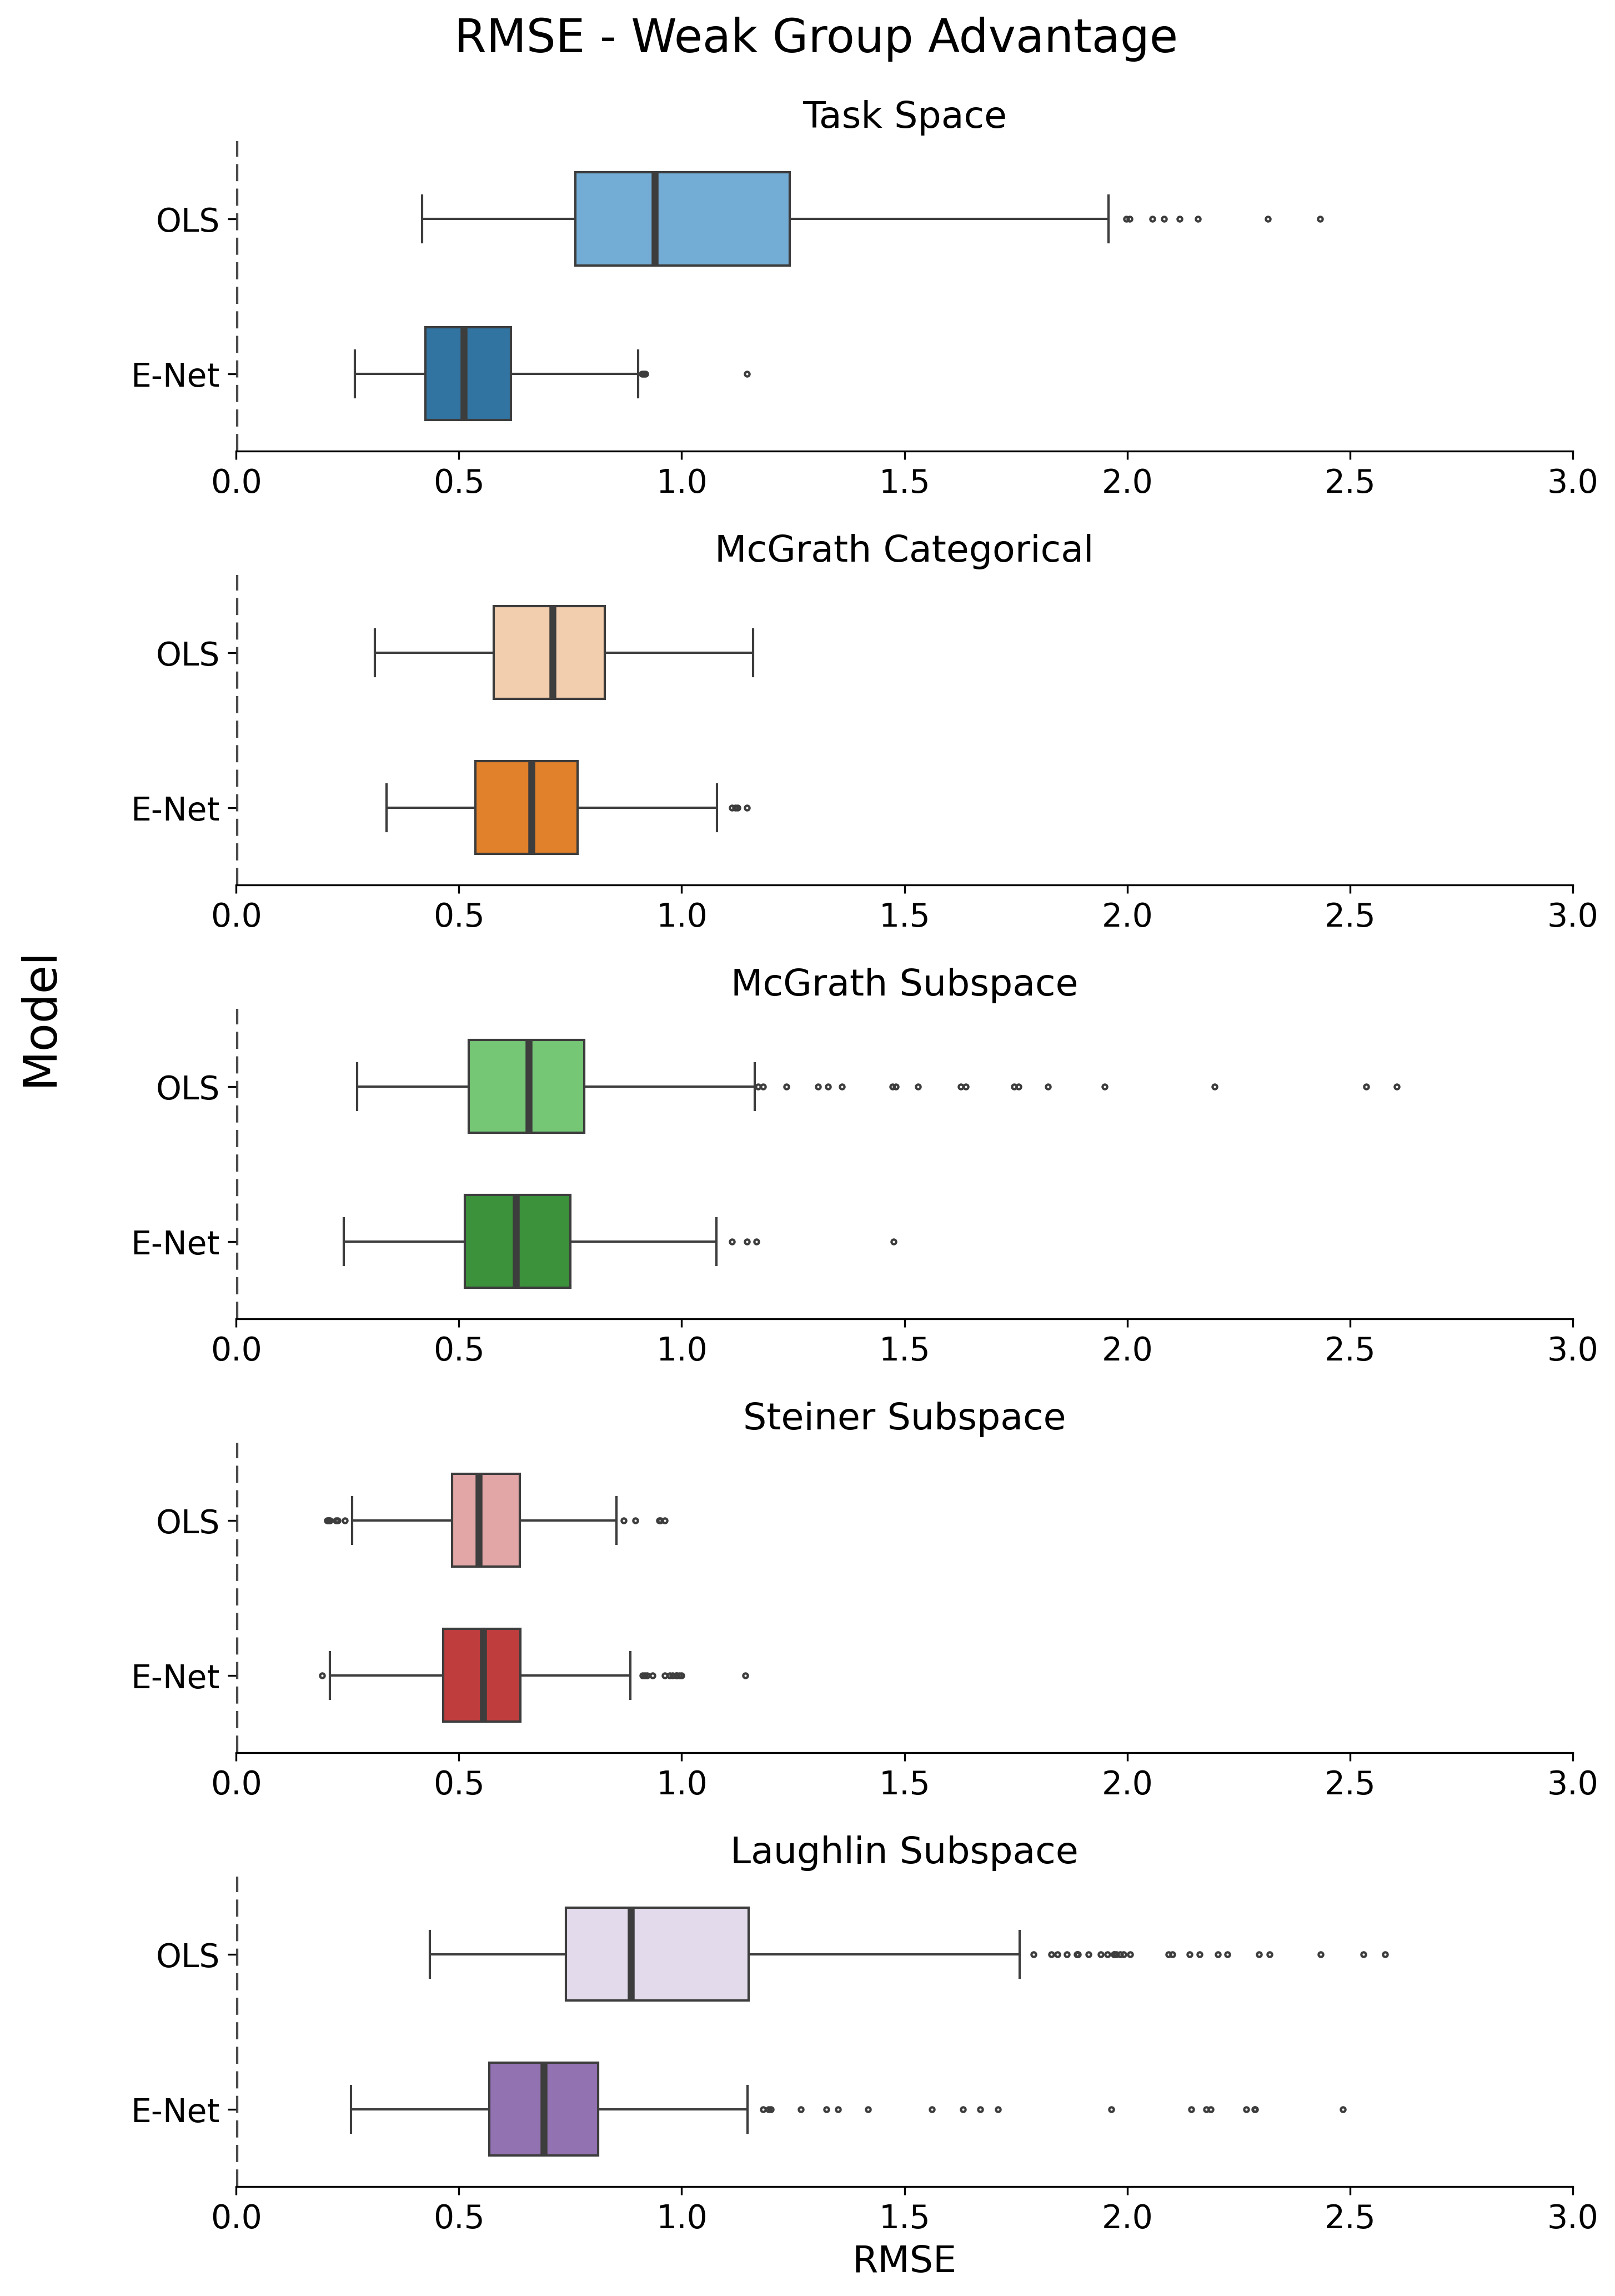 RMSE - Weak Group Advantage
Task Space
OLS
E-Net
0.0 0.5 1.0 1.5 2.0 2.5 3.0
McGrath Categorical
OLS
E-Net
0.0 0.5 1.0 1.5 2.0 2.5 3.0
Model
McGrath Subspace
OLS
E-Net
0.0 0.5 1.0 1.5 2.0 2.5 3.0
Steiner Subspace
OLS
E-Net
0.0 0.5 1.0 1.5 2.0 2.5 3.0
Laughlin Subspace
OLS
E-Net
0.0 0.5 1.0 1.5 2.0 2.5 3.0
RMSE